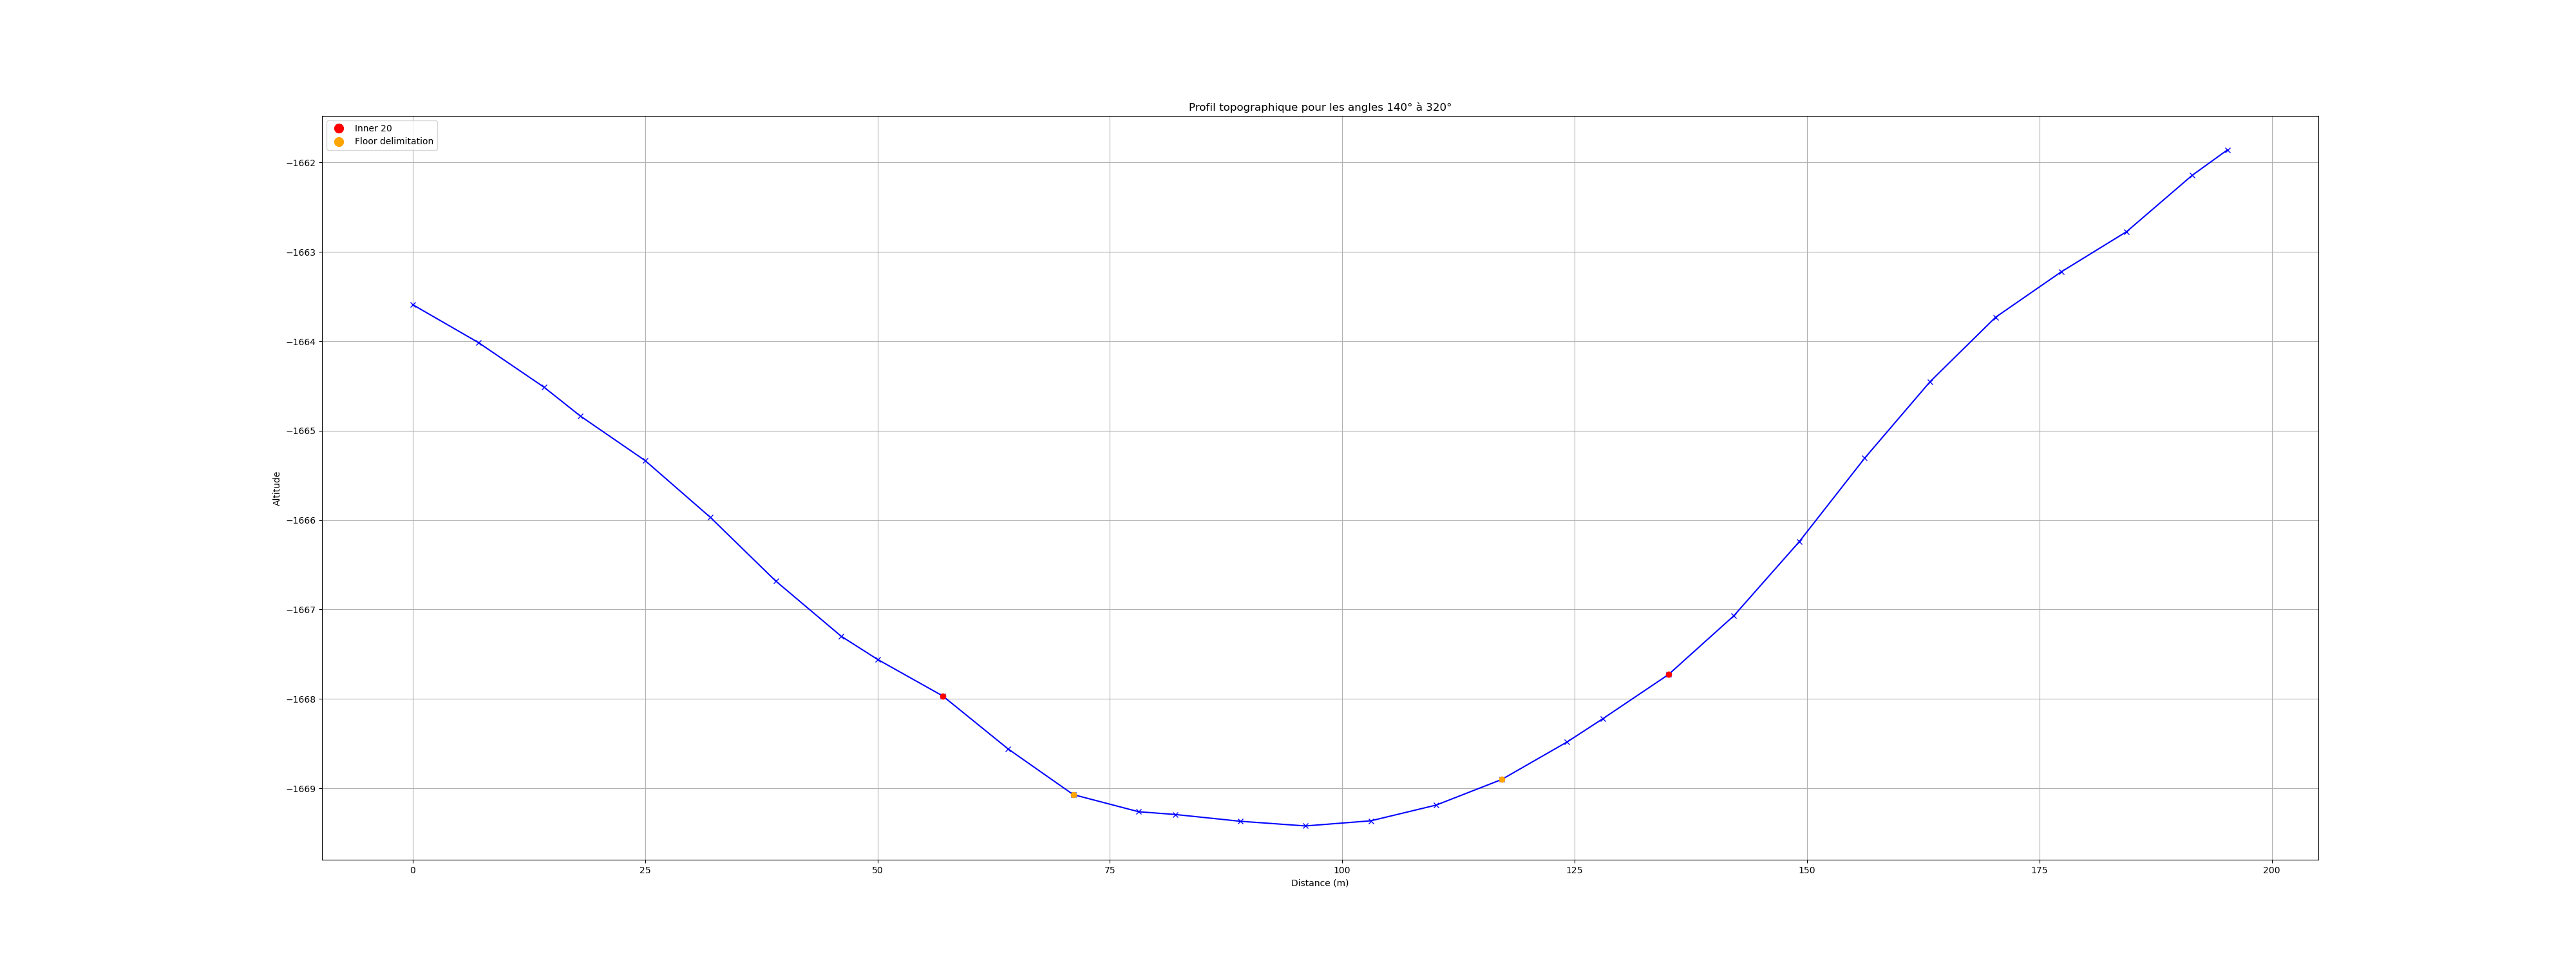 Profil topographique pour les angles 140° à 320°
Inner 20
Floor delimitation
Altitude
−1662
−1663
−1664
−1665
−1666
−1667
−1668
−1669
0 25 50 75 100 125 150 175 200
Distance (m)